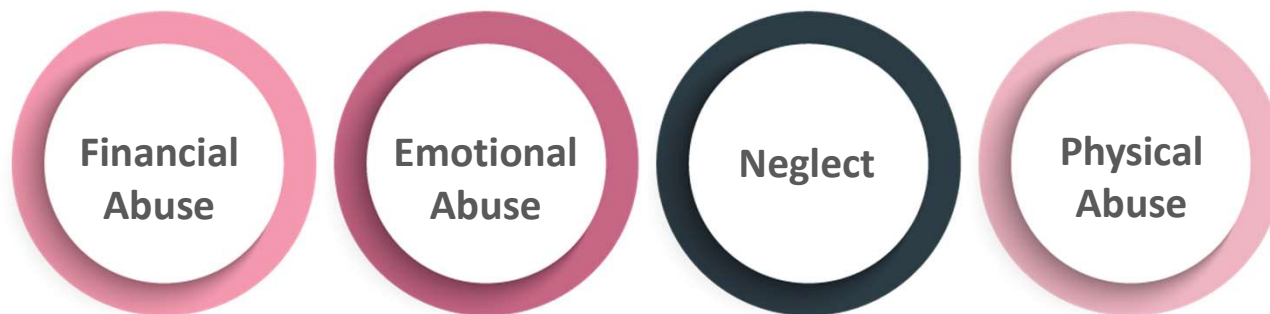 Financial
Abuse
Emotional
Abuse
Neglect
Physical
Abuse